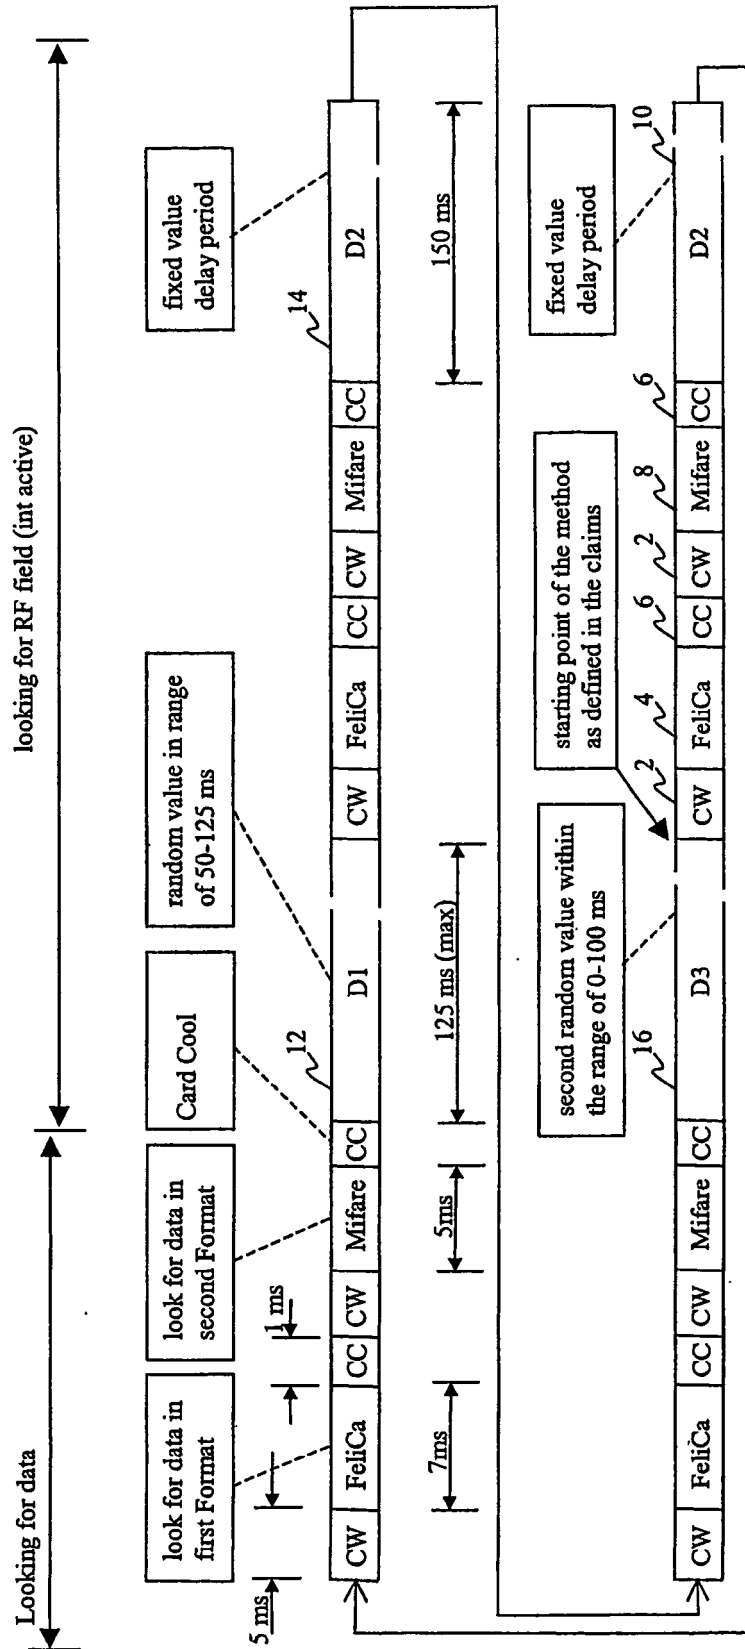 Looking for data
looking for RF field (int active)
look for data in
first Format
look for data in
second Format
Card Cool
random value in range
of 50-125 ms
fixed value
delay period
5 ms
1 ms
12
14
CW
FeliCa
CC
CW
Mifare
CC
D1
CW
FeliCa
CC
CW
Mifare
CC
D2
7ms
5ms
125 ms (max)
150 ms
second random value within
the range of 0-100 ms
starting point of the method
as defined in the claims
fixed value
delay period
16
2
4
6
2
8
6
10
CW
FeliCa
CC
CW
Mifare
CC
D3
CW
FeliCa
CC
CW
Mifare
CC
D2